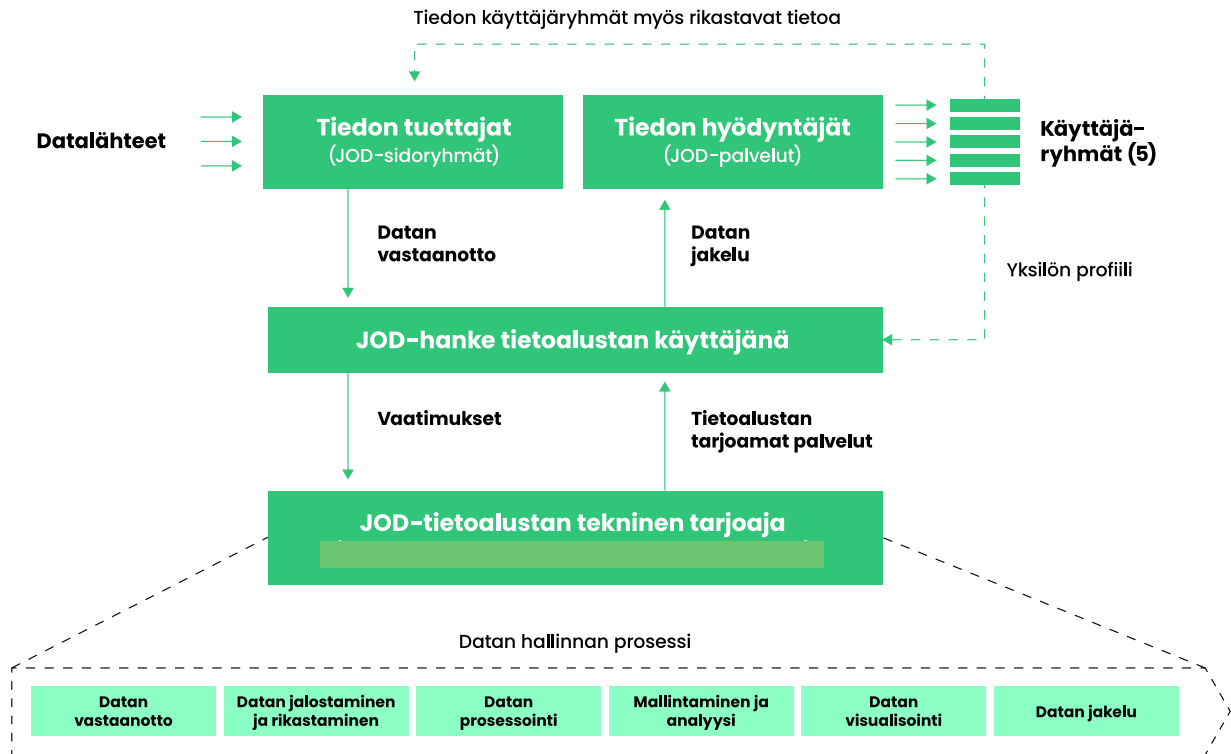 Tiedon käyttäjäryhmät myös rikastavat tietoa
Datalähteet
Tiedon tuottajat
(JOD-sidoryhmät)
Tiedon hyödyntäjät
(JOD-palvelut)
Käyttäjä-
ryhmät (5)
Datan
vastaanotto
Datan
jakelu
Yksilön profiili
JOD-hanke tietoalustan käyttäjänä
Vaatimukset
Tietoalustan
tarjoamat palvelut
JOD-tietoalustan tekninen tarjoaja
Datan hallinnan prosessi
Datan
vastaanotto
Datan jalostaminen
ja rikastaminen
Datan
prosessointi
Mallintaminen ja
analyysi
Datan
visualisointi
Datan jakelu